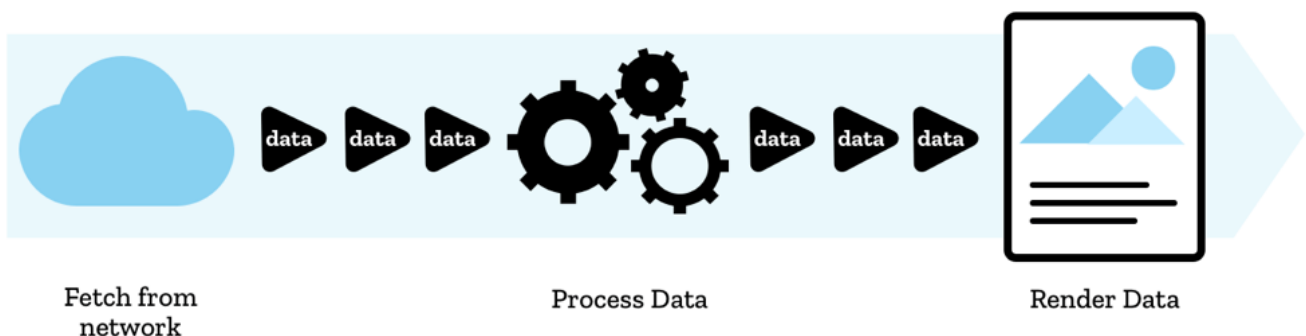 data data data data data data
Fetch from
network
Process Data
Render Data